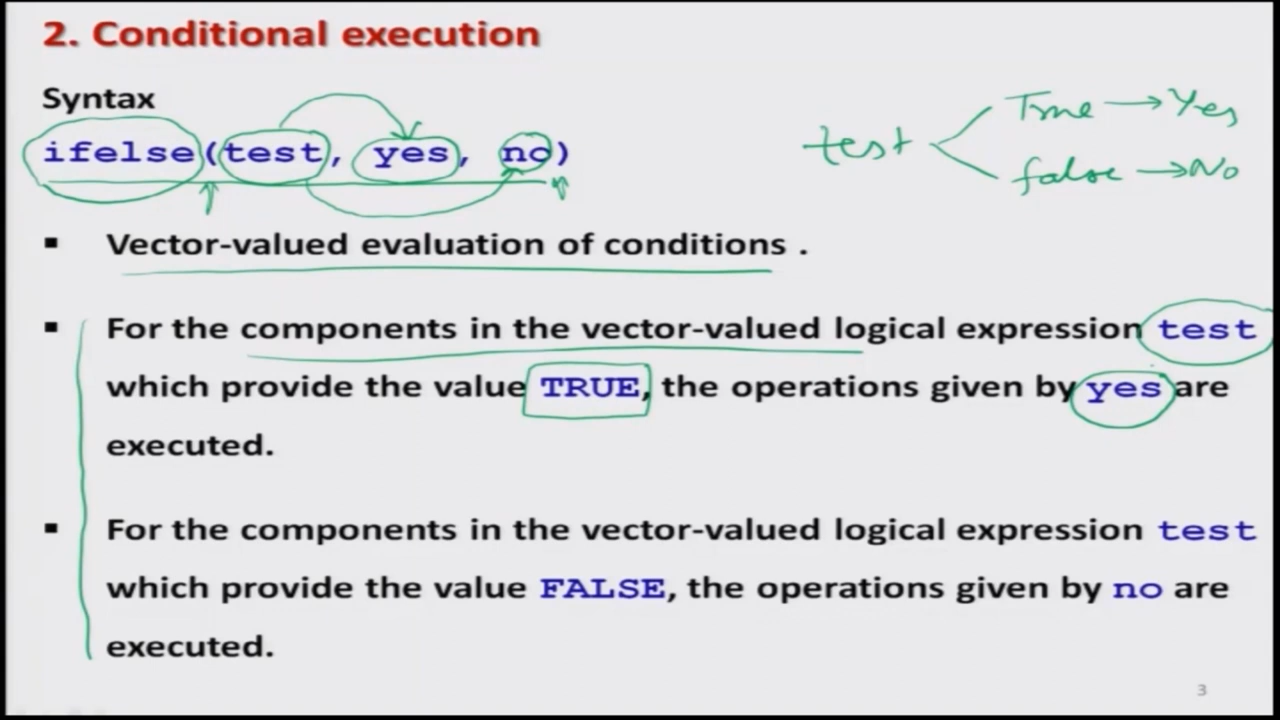 2. Conditional execution
Syntax
ifelse(test, yes, no)
test
True → Yes
false → No
▪ Vector-valued evaluation of conditions .
▪ For the components in the vector-valued logical expression test
which provide the value TRUE, the operations given by yes are
executed.
▪ For the components in the vector-valued logical expression test
which provide the value FALSE, the operations given by no are
executed.
3